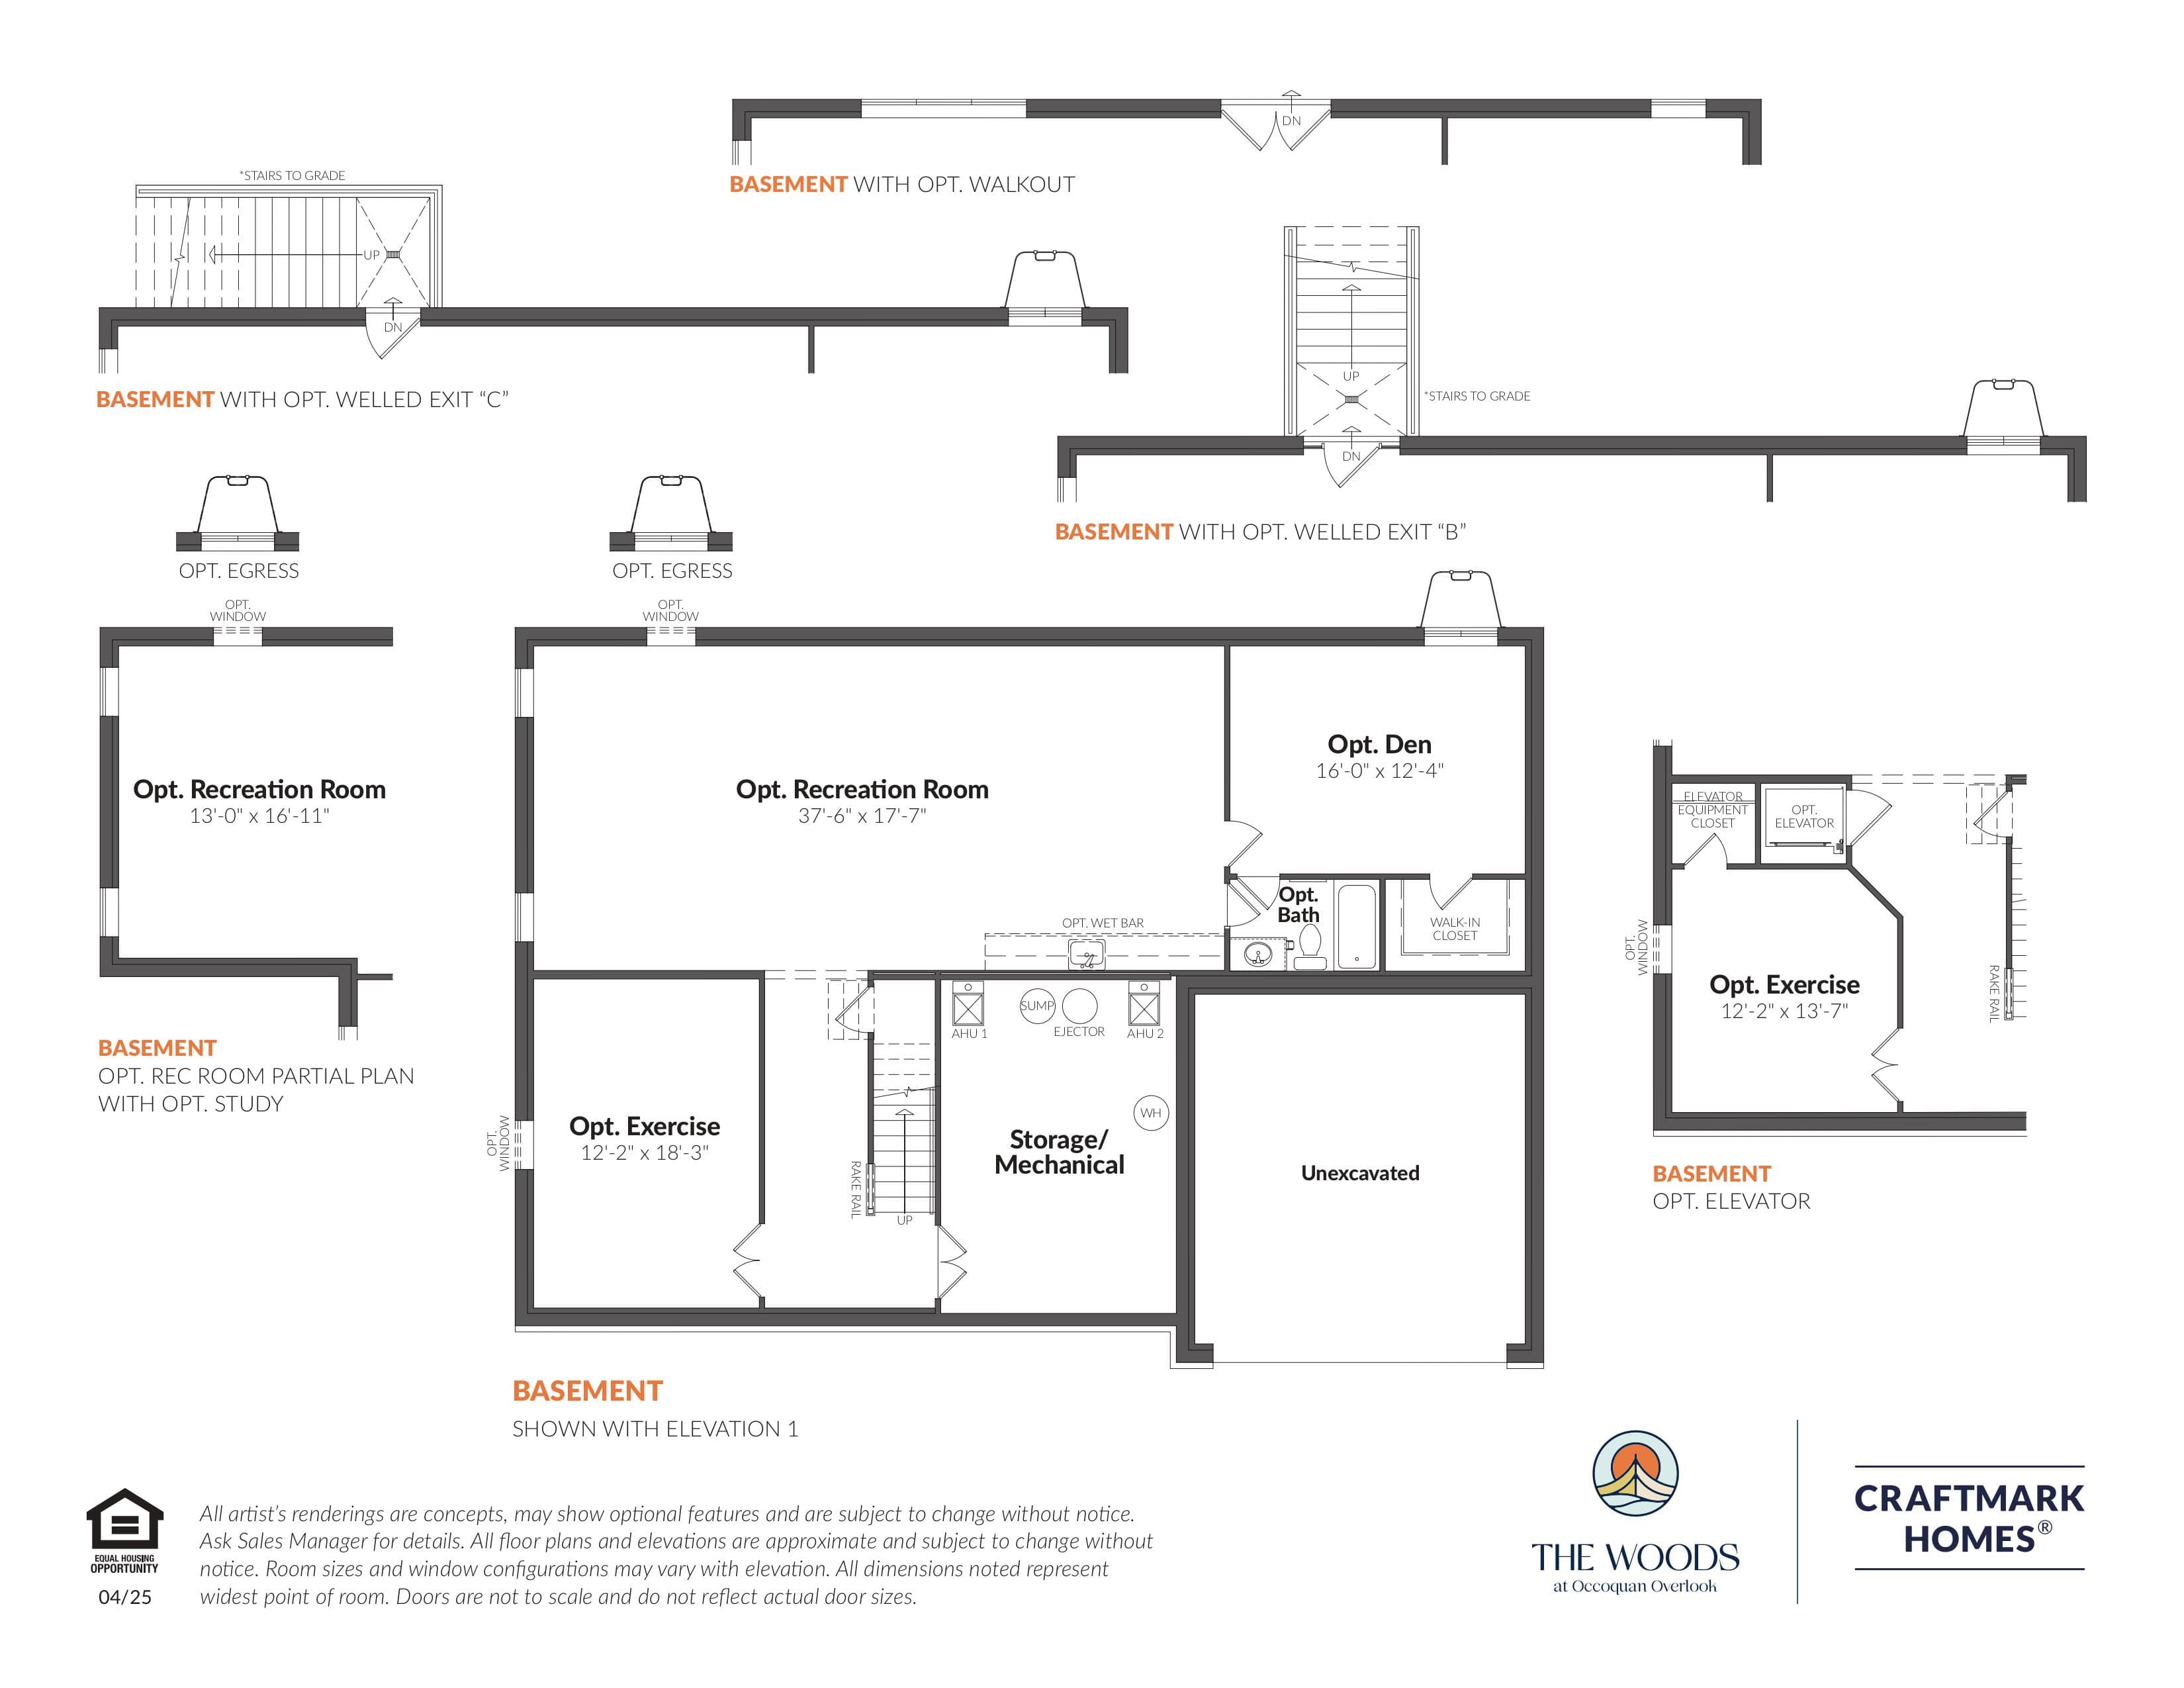 DN
BASEMENT WITH OPT. WALKOUT
*STAIRS TO GRADE
UP
DN
BASEMENT WITH OPT. WELLED EXIT “C”
UP
*STAIRS TO GRADE
DN
BASEMENT WITH OPT. WELLED EXIT “B”
OPT. EGRESS
OPT. EGRESS
OPT.
WINDOW
Opt. Recreation Room
13'-0" x 16'-11"
BASEMENT
OPT. REC ROOM PARTIAL PLAN
WITH OPT. STUDY
OPT.
WINDOW
Opt. Recreation Room
37'-6" x 17'-7"
Opt. Den
16'-0" x 12'-4"
OPT. WET BAR
Opt.
Bath
WALK-IN
CLOSET
OPT.
WINDOW
Opt. Exercise
12'-2" x 18'-3"
RAKE RAIL
UP
AHU 1
SUMP
EJECTOR
AHU 2
WH
Storage/
Mechanical
Unexcavated
BASEMENT
SHOWN WITH ELEVATION 1
ELEVATOR
EQUIPMENT
CLOSET
OPT.
ELEVATOR
OPT.
WINDOW
Opt. Exercise
12'-2" x 13'-7"
RAKE RAIL
BASEMENT
OPT. ELEVATOR
EQUAL HOUSING
OPPORTUNITY
04/25
All artist’s renderings are concepts, may show optional features and are subject to change without notice.
Ask Sales Manager for details. All floor plans and elevations are approximate and subject to change without
notice. Room sizes and window configurations may vary with elevation. All dimensions noted represent
widest point of room. Doors are not to scale and do not reflect actual door sizes.
THE WOODS
at Occoquan Overlook
CRAFTMARK
HOMES®